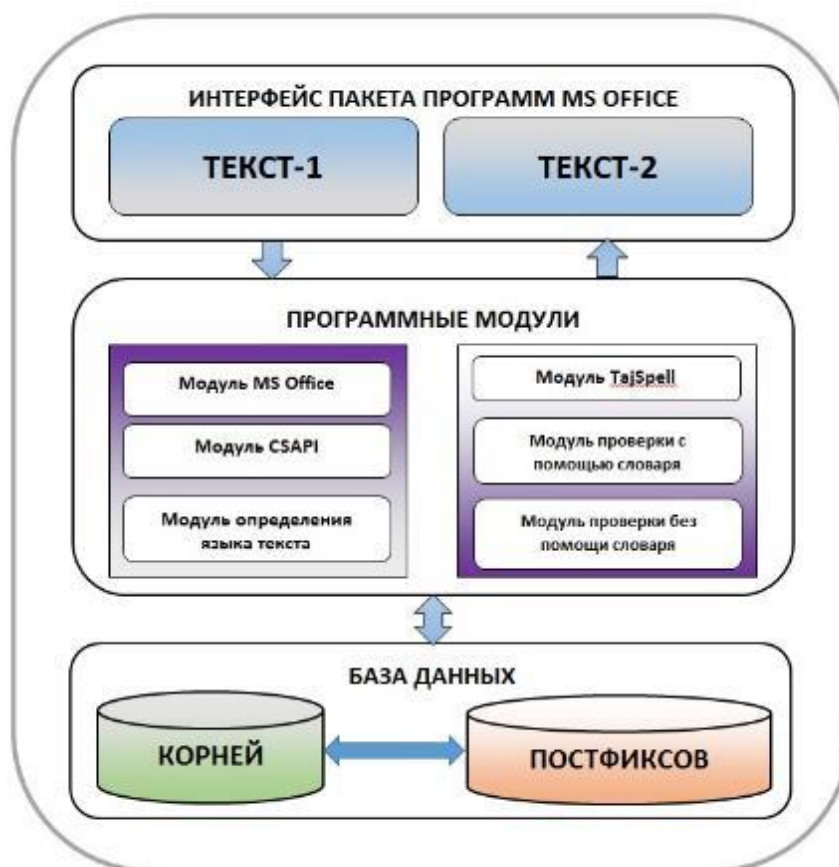 ИНТЕРФЕЙС ПАКЕТА ПРОГРАММ MS OFFICE
ТЕКСТ-1
ТЕКСТ-2
ПРОГРАММНЫЕ МОДУЛИ
Модуль MS Office
Модуль CSAPI
Модуль определения
языка текста
Модуль TajSpell
Модуль проверки с
помощью словаря
Модуль проверки без
помощи словаря
БАЗА ДАННЫХ
КОРНЕЙ
ПОСТФИКСОВ